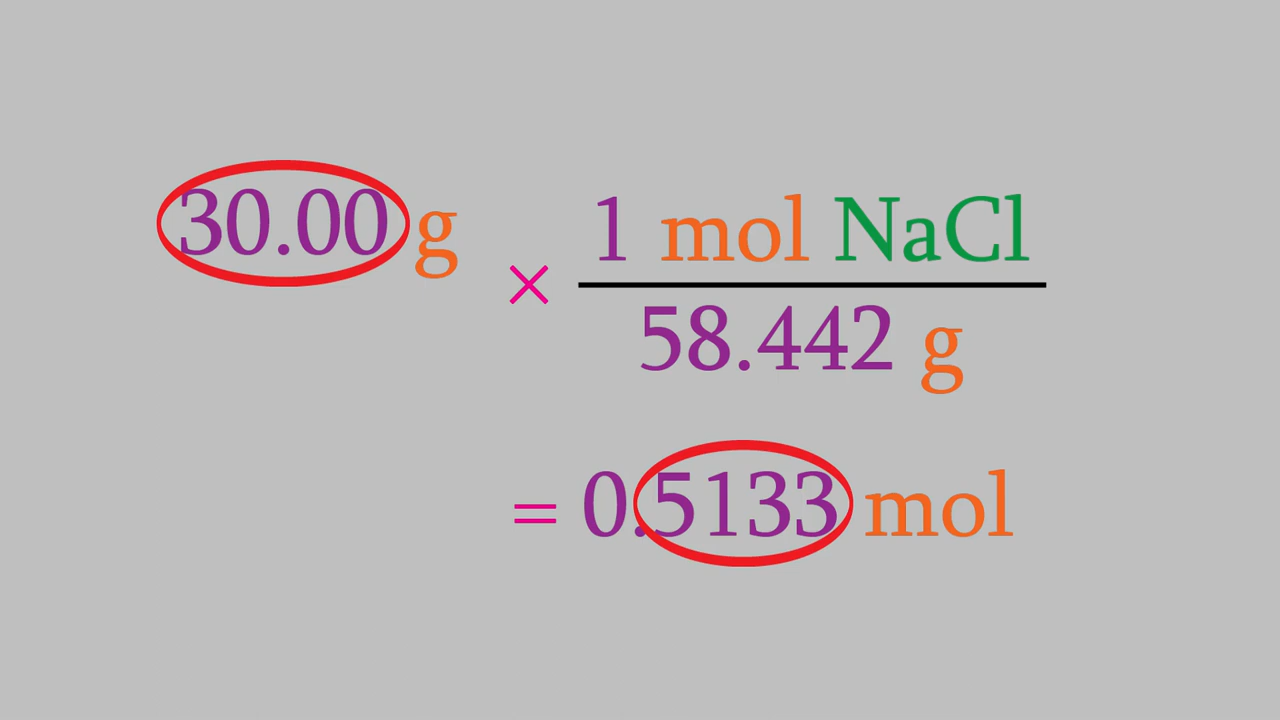 30.00 g × 1 mol NaCl
58.442 g
= 0.5133 mol